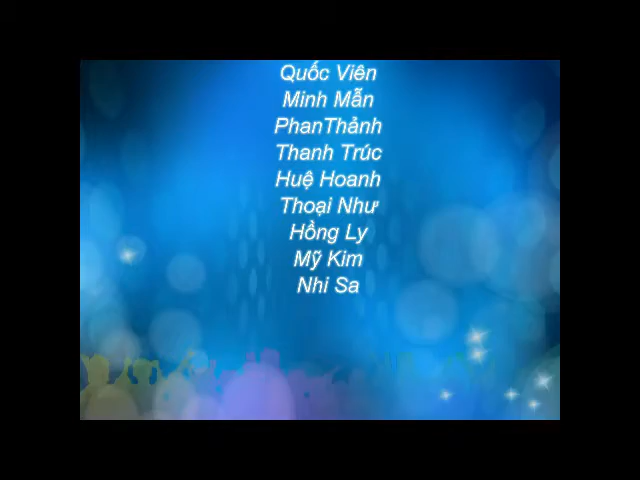 Quốc Viên
Minh Mẫn
PhanThảnh
Thanh Trúc
Huệ Hoanh
Thoại Như
Hồng Ly
Mỹ Kim
Nhi Sa